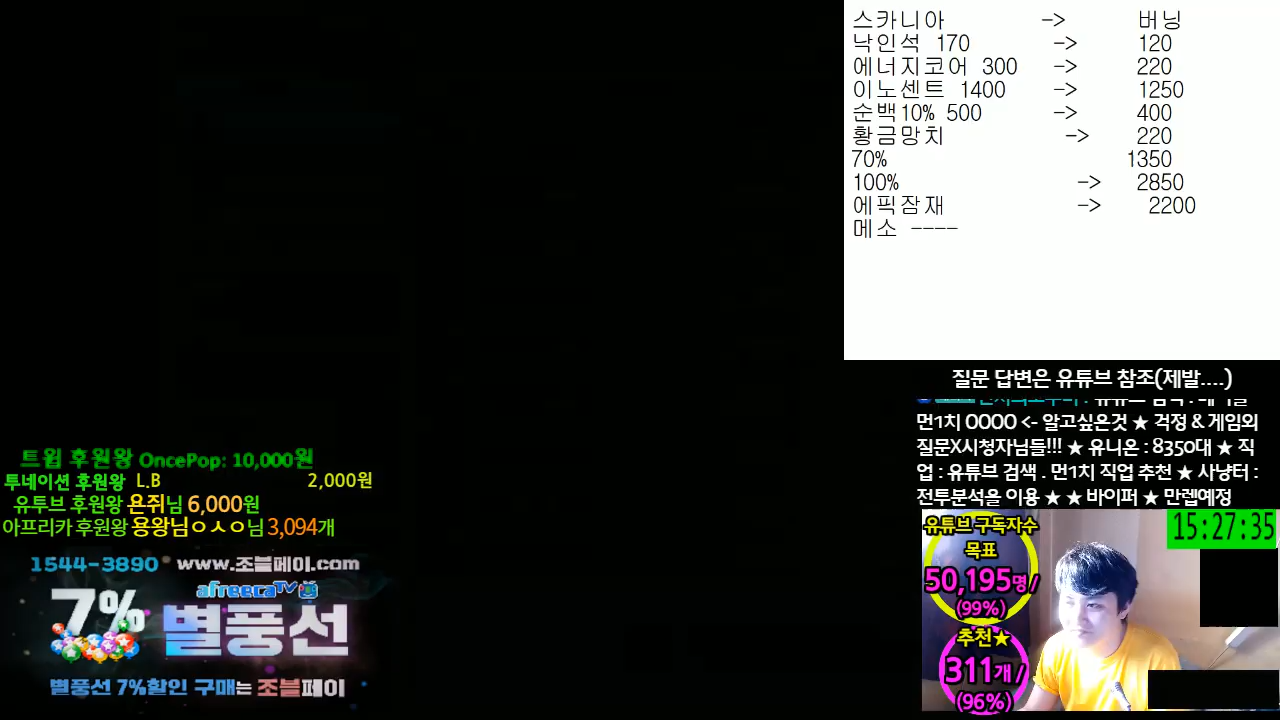 스카니아 -> 버닝
낙인석 170 -> 120
에너지코어 300 -> 220
이노센트 1400 -> 1250
순백10% 500 -> 400
황금망치 -> 220
70% 1350
100% -> 2850
에픽잠재 -> 2200
메소 ----
질문 답변은 유튜브 참조(제발....)
먼1치 OOOO <- 알고싶은것 ★ 걱정 & 게임외
질문X시청자님들!!! ★ 유니온 : 8350대 ★ 직
업 : 유튜브 검색 . 먼1치 직업 추천 ★ 사냥터 :
전투분석을 이용 ★ ★ 바이퍼 ★ 만렙예정
트윕 후원왕 OncePop: 10,000원
투네이션 후원왕 L.B 2,000원
유투브 후원왕 욘쥐님 6,000원
아프리카 후원왕 용왕님ㅇㅅㅇ님 3,094개
1544-3890 www.조블페이.com
afreecaTV
7% 별풍선
별풍선 7%할인 구매는 조블페이
유튜브 구독자수
목표
50,195명/
(99%)
추천★
311개/
(96%)
15:27:35